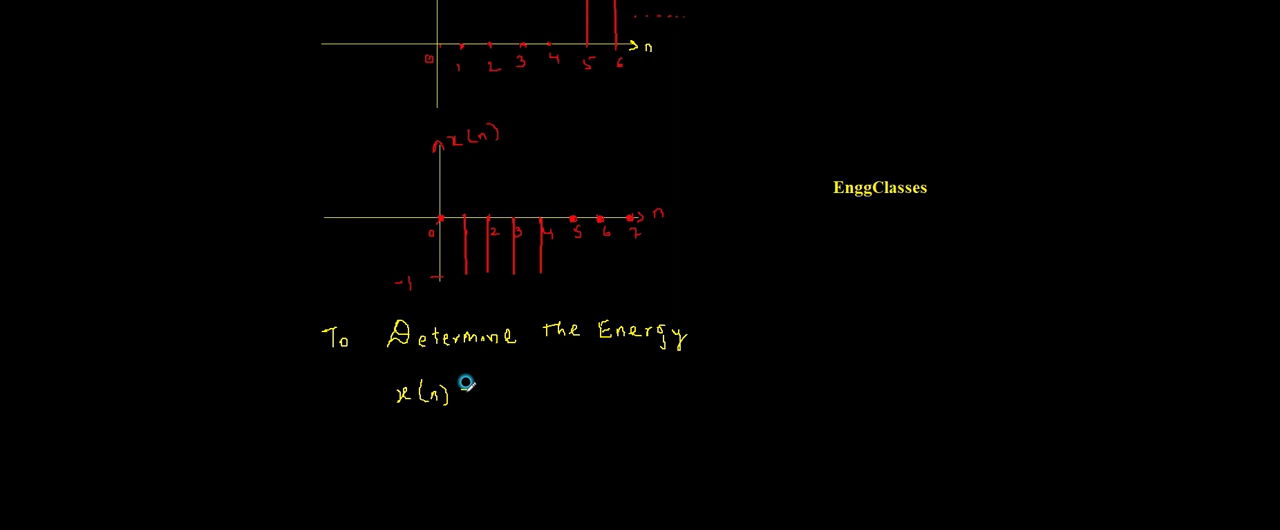 ......
n
0 1 2 3 4 5 6
x(n)
EnggClasses
n
0 2 3 4 5 6 7
-1
To Determine the Energy
x(n) =